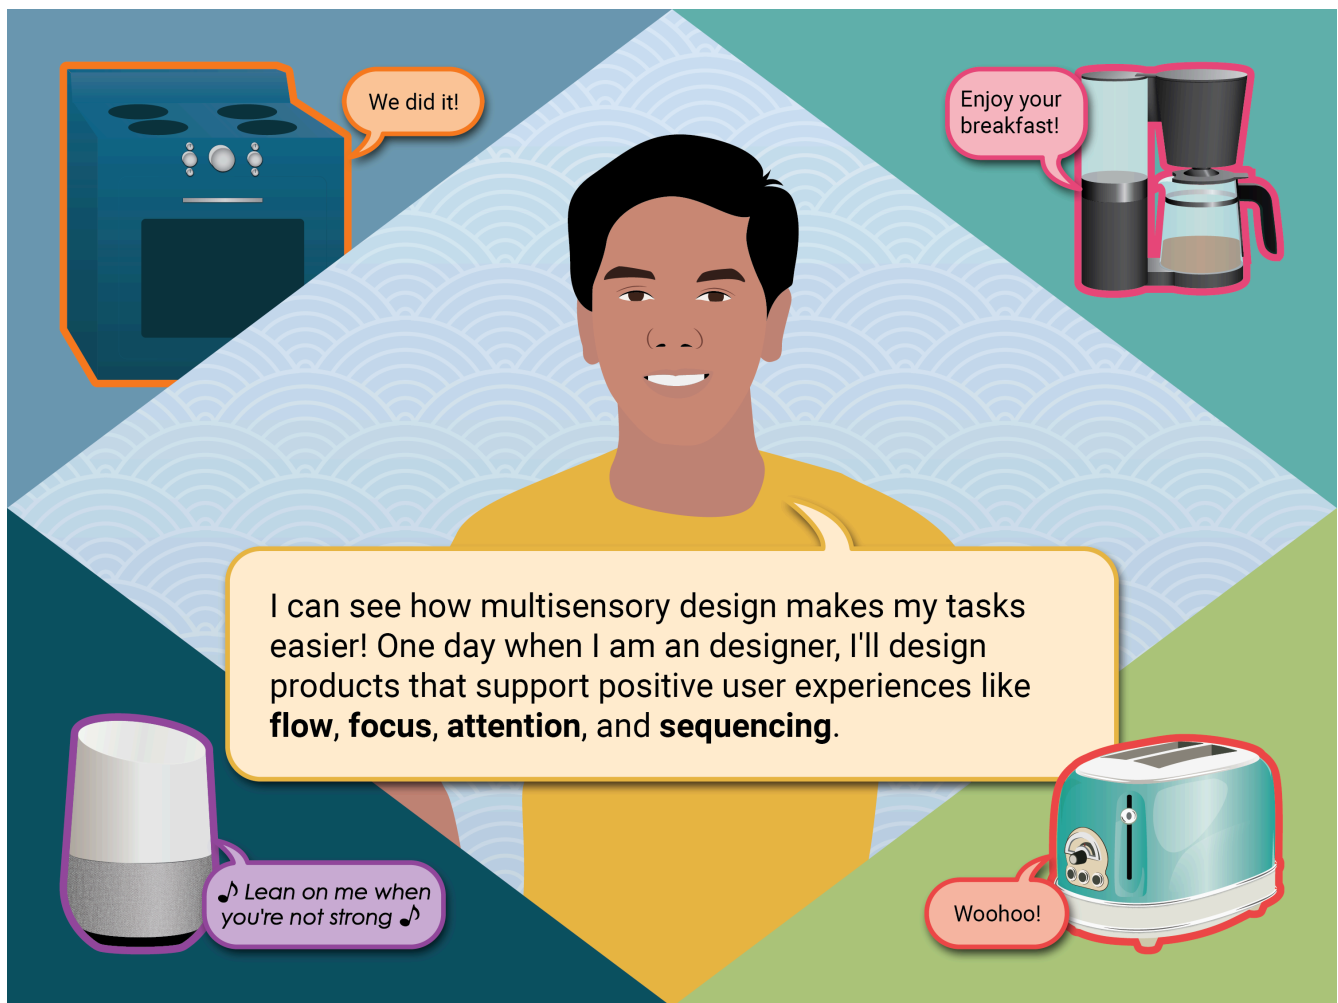 We did it!
Enjoy your
breakfast!
I can see how multisensory design makes my tasks
easier! One day when I am an designer, I'll design
products that support positive user experiences like
flow, focus, attention, and sequencing.
♪ Lean on me when
you're not strong ♪
Woohoo!